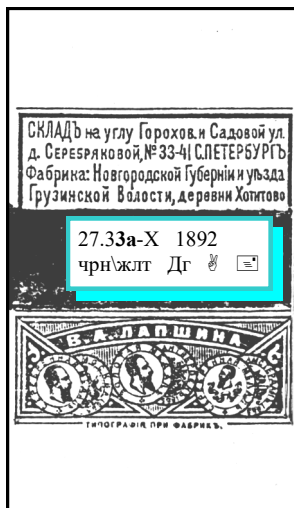 СКЛАДЪ на углу Горохов. и Садовой ул.
д. Серебряковой, № 33-41 С.ПЕТЕРБУРГЪ
Фабрика: Новгородской Губернiи и уѣзда
Грузинской Волости, деревни Хотитово
27.33а-X 1892
чрн\жлт Дг ✌ 🖃
В. А. ЛАПШИНА.
ТИПОГРАФIЯ ПРИ ФАБРИКѢ.